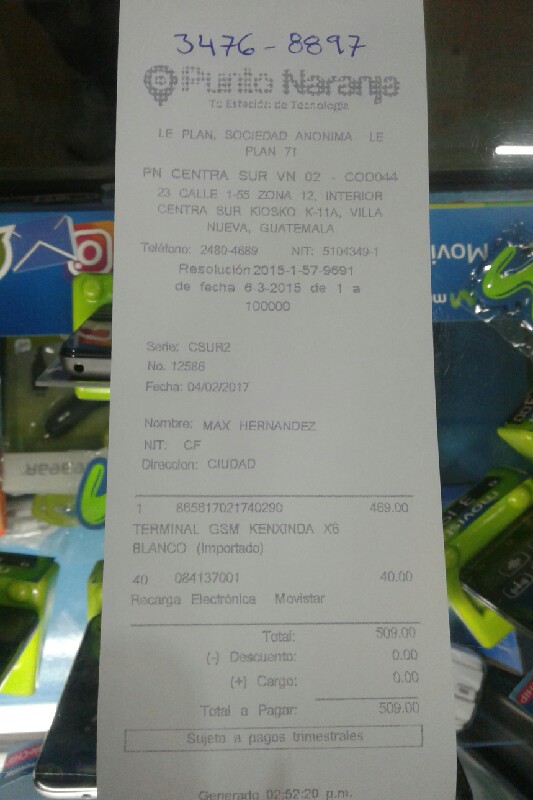 3476-8897
Punto Naranja
Tu Estación de Tecnología
LE PLAN, SOCIEDAD ANONIMA LE
PLAN 71
PN CENTRA SUR VN 02 - COD044
23 CALLE 1-55 ZONA 12, INTERIOR
CENTRA SUR KIOSKO K-11A, VILLA
NUEVA, GUATEMALA
Teléfono: 2480-4689 NIT: 5104349-1
Resolución 2015-1-57-9691
de fecha 6-3-2015 de 1 a
100000
Serie: CSUR2
No. 12586
Fecha: 04/02/2017
Nombre: MAX HERNANDEZ
NIT: CF
Direccion: CIUDAD
1 865817021740290 469.00
TERMINAL GSM KENXINDA X6
BLANCO (Importado)
40 084137001 40.00
Recarga Electrónica Movistar
Total: 509.00
(-) Descuento: 0.00
(+) Cargo: 0.00
Total a Pagar: 509.00
Sujeto a pagos trimestrales
Generado 02:52:20 p.m.
Movi